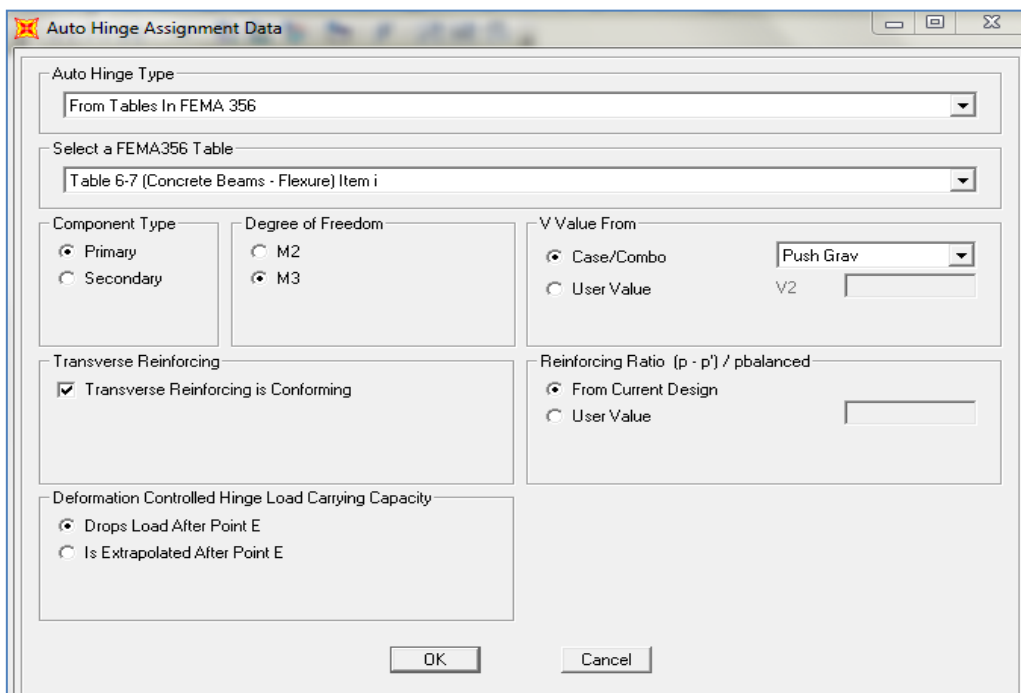 Auto Hinge Assignment Data
Auto Hinge Type
From Tables In FEMA 356
Select a FEMA356 Table
Table 6-7 (Concrete Beams - Flexure) Item i
Component Type
Primary
Secondary
Degree of Freedom
M2
M3
V Value From
Case/Combo
Push Grav
User Value
V2
Transverse Reinforcing
Transverse Reinforcing is Conforming
Reinforcing Ratio (p - p') / pbalanced
From Current Design
User Value
Deformation Controlled Hinge Load Carrying Capacity
Drops Load After Point E
Is Extrapolated After Point E
OK
Cancel